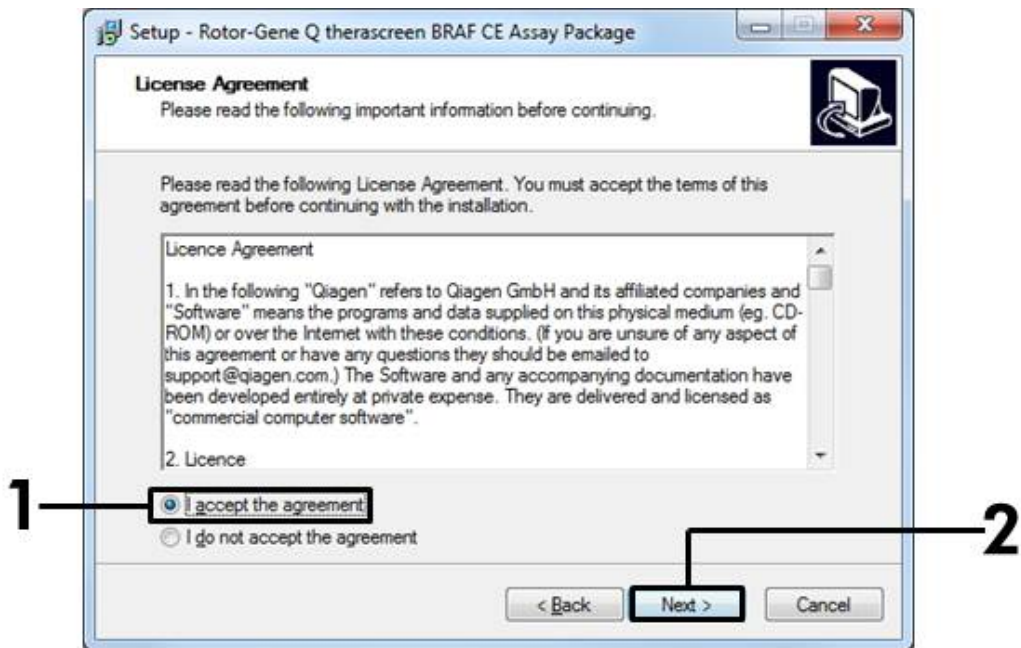 Setup - Rotor-Gene Q therascreen BRAF CE Assay Package
License Agreement
Please read the following important information before continuing.
Please read the following License Agreement. You must accept the terms of this
agreement before continuing with the installation.
Licence Agreement
1. In the following "Qiagen" refers to Qiagen GmbH and its affiliated companies and
"Software" means the programs and data supplied on this physical medium (eg. CD-
ROM) or over the Internet with these conditions. (If you are unsure of any aspect of
this agreement or have any questions they should be emailed to
support@qiagen.com.) The Software and any accompanying documentation have
been developed entirely at private expense. They are delivered and licensed as
"commercial computer software".
2. Licence
1
I accept the agreement
I do not accept the agreement
2
< Back
Next >
Cancel